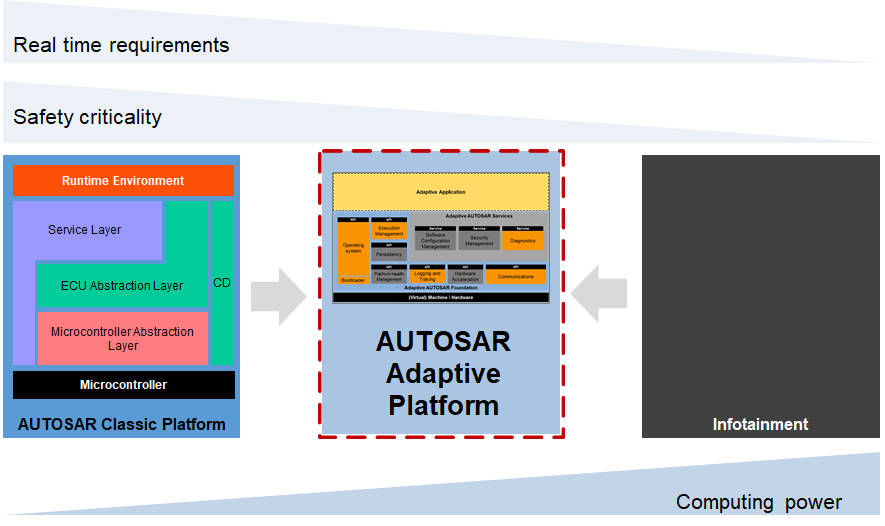 Real time requirements
Safety criticality
Runtime Environment
Service Layer
ECU Abstraction Layer
CD
Microcontroller Abstraction
Layer
Microcontroller
AUTOSAR Classic Platform
Adaptive Application
Adaptive AUTOSAR Services
API
Operating
system
Bootloader
API
Execution
Management
API
Persistency
Service
Software
Configuration
Management
Service
Security
Management
Service
Diagnostics
API
Platform Health
Management
API
Logging and
Tracing
API
Hardware
Acceleration
API
Communications
Adaptive AUTOSAR Foundation
(Virtual) Machine / Hardware
AUTOSAR
Adaptive
Platform
Infotainment
Computing power